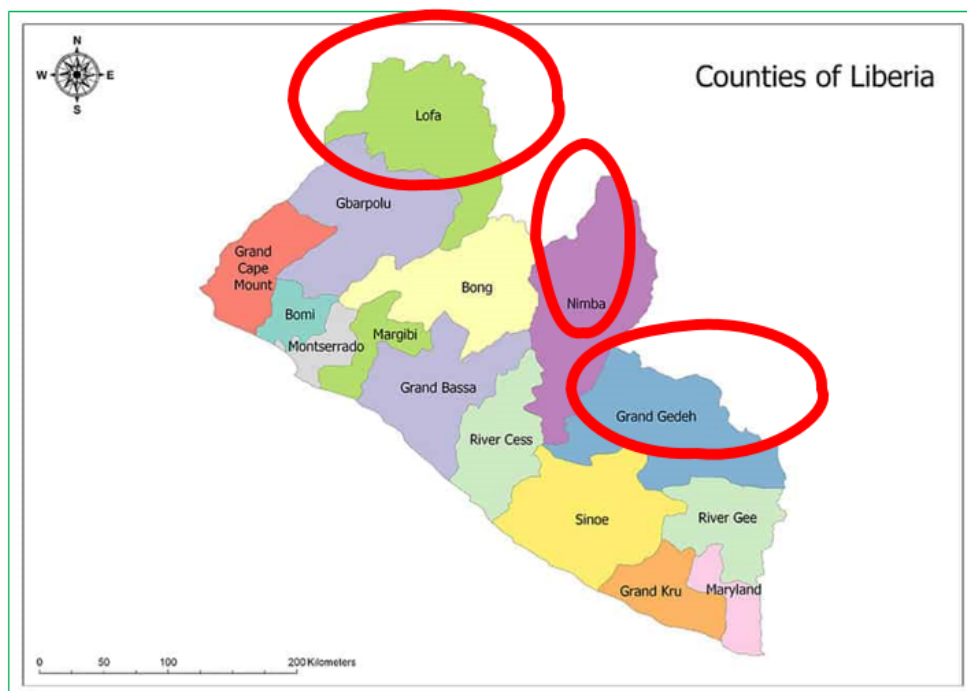 N
W E
S
Counties of Liberia
Lofa
Gbarpolu
Grand
Cape
Mount
Bong
Nimba
Bomi
Montserrado
Margibi
Grand Bassa
Grand Gedeh
River Cess
Sinoe
River Gee
Grand Kru
Maryland
0 50 100 200 Kilometers